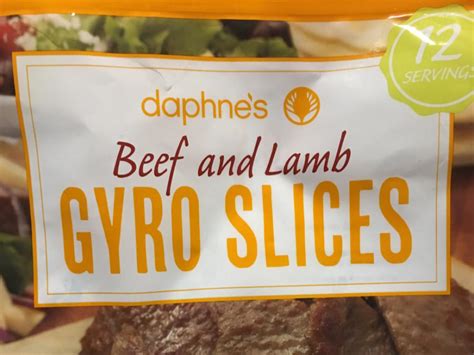 12
SERVINGS
daphne's
Beef and Lamb
GYRO SLICES